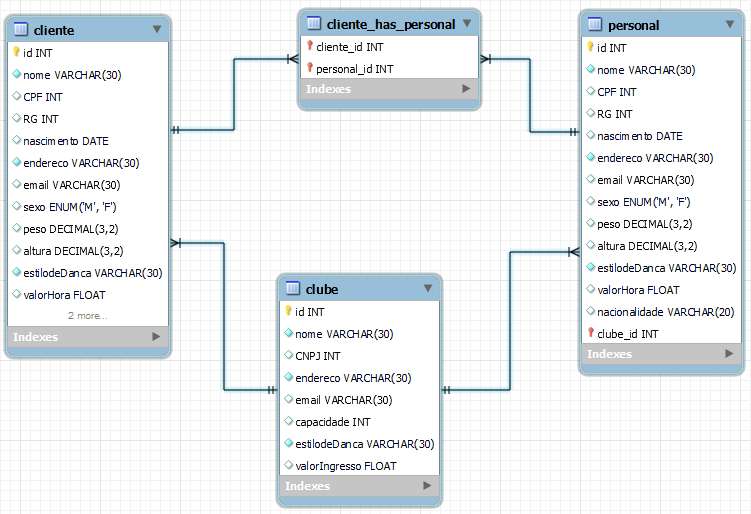 cliente
id INT
nome VARCHAR(30)
CPF INT
RG INT
nascimento DATE
endereco VARCHAR(30)
email VARCHAR(30)
sexo ENUM('M', 'F')
peso DECIMAL(3,2)
altura DECIMAL(3,2)
estilodeDanca VARCHAR(30)
valorHora FLOAT
2 more...
Indexes
cliente_has_personal
cliente_id INT
personal_id INT
Indexes
personal
id INT
nome VARCHAR(30)
CPF INT
RG INT
nascimento DATE
endereco VARCHAR(30)
email VARCHAR(30)
sexo ENUM('M', 'F')
peso DECIMAL(3,2)
altura DECIMAL(3,2)
estilodeDanca VARCHAR(30)
valorHora FLOAT
nacionalidade VARCHAR(20)
clube_id INT
Indexes
clube
id INT
nome VARCHAR(30)
CNPJ INT
endereco VARCHAR(30)
email VARCHAR(30)
capacidade INT
estilodeDanca VARCHAR(30)
valorIngresso FLOAT
Indexes